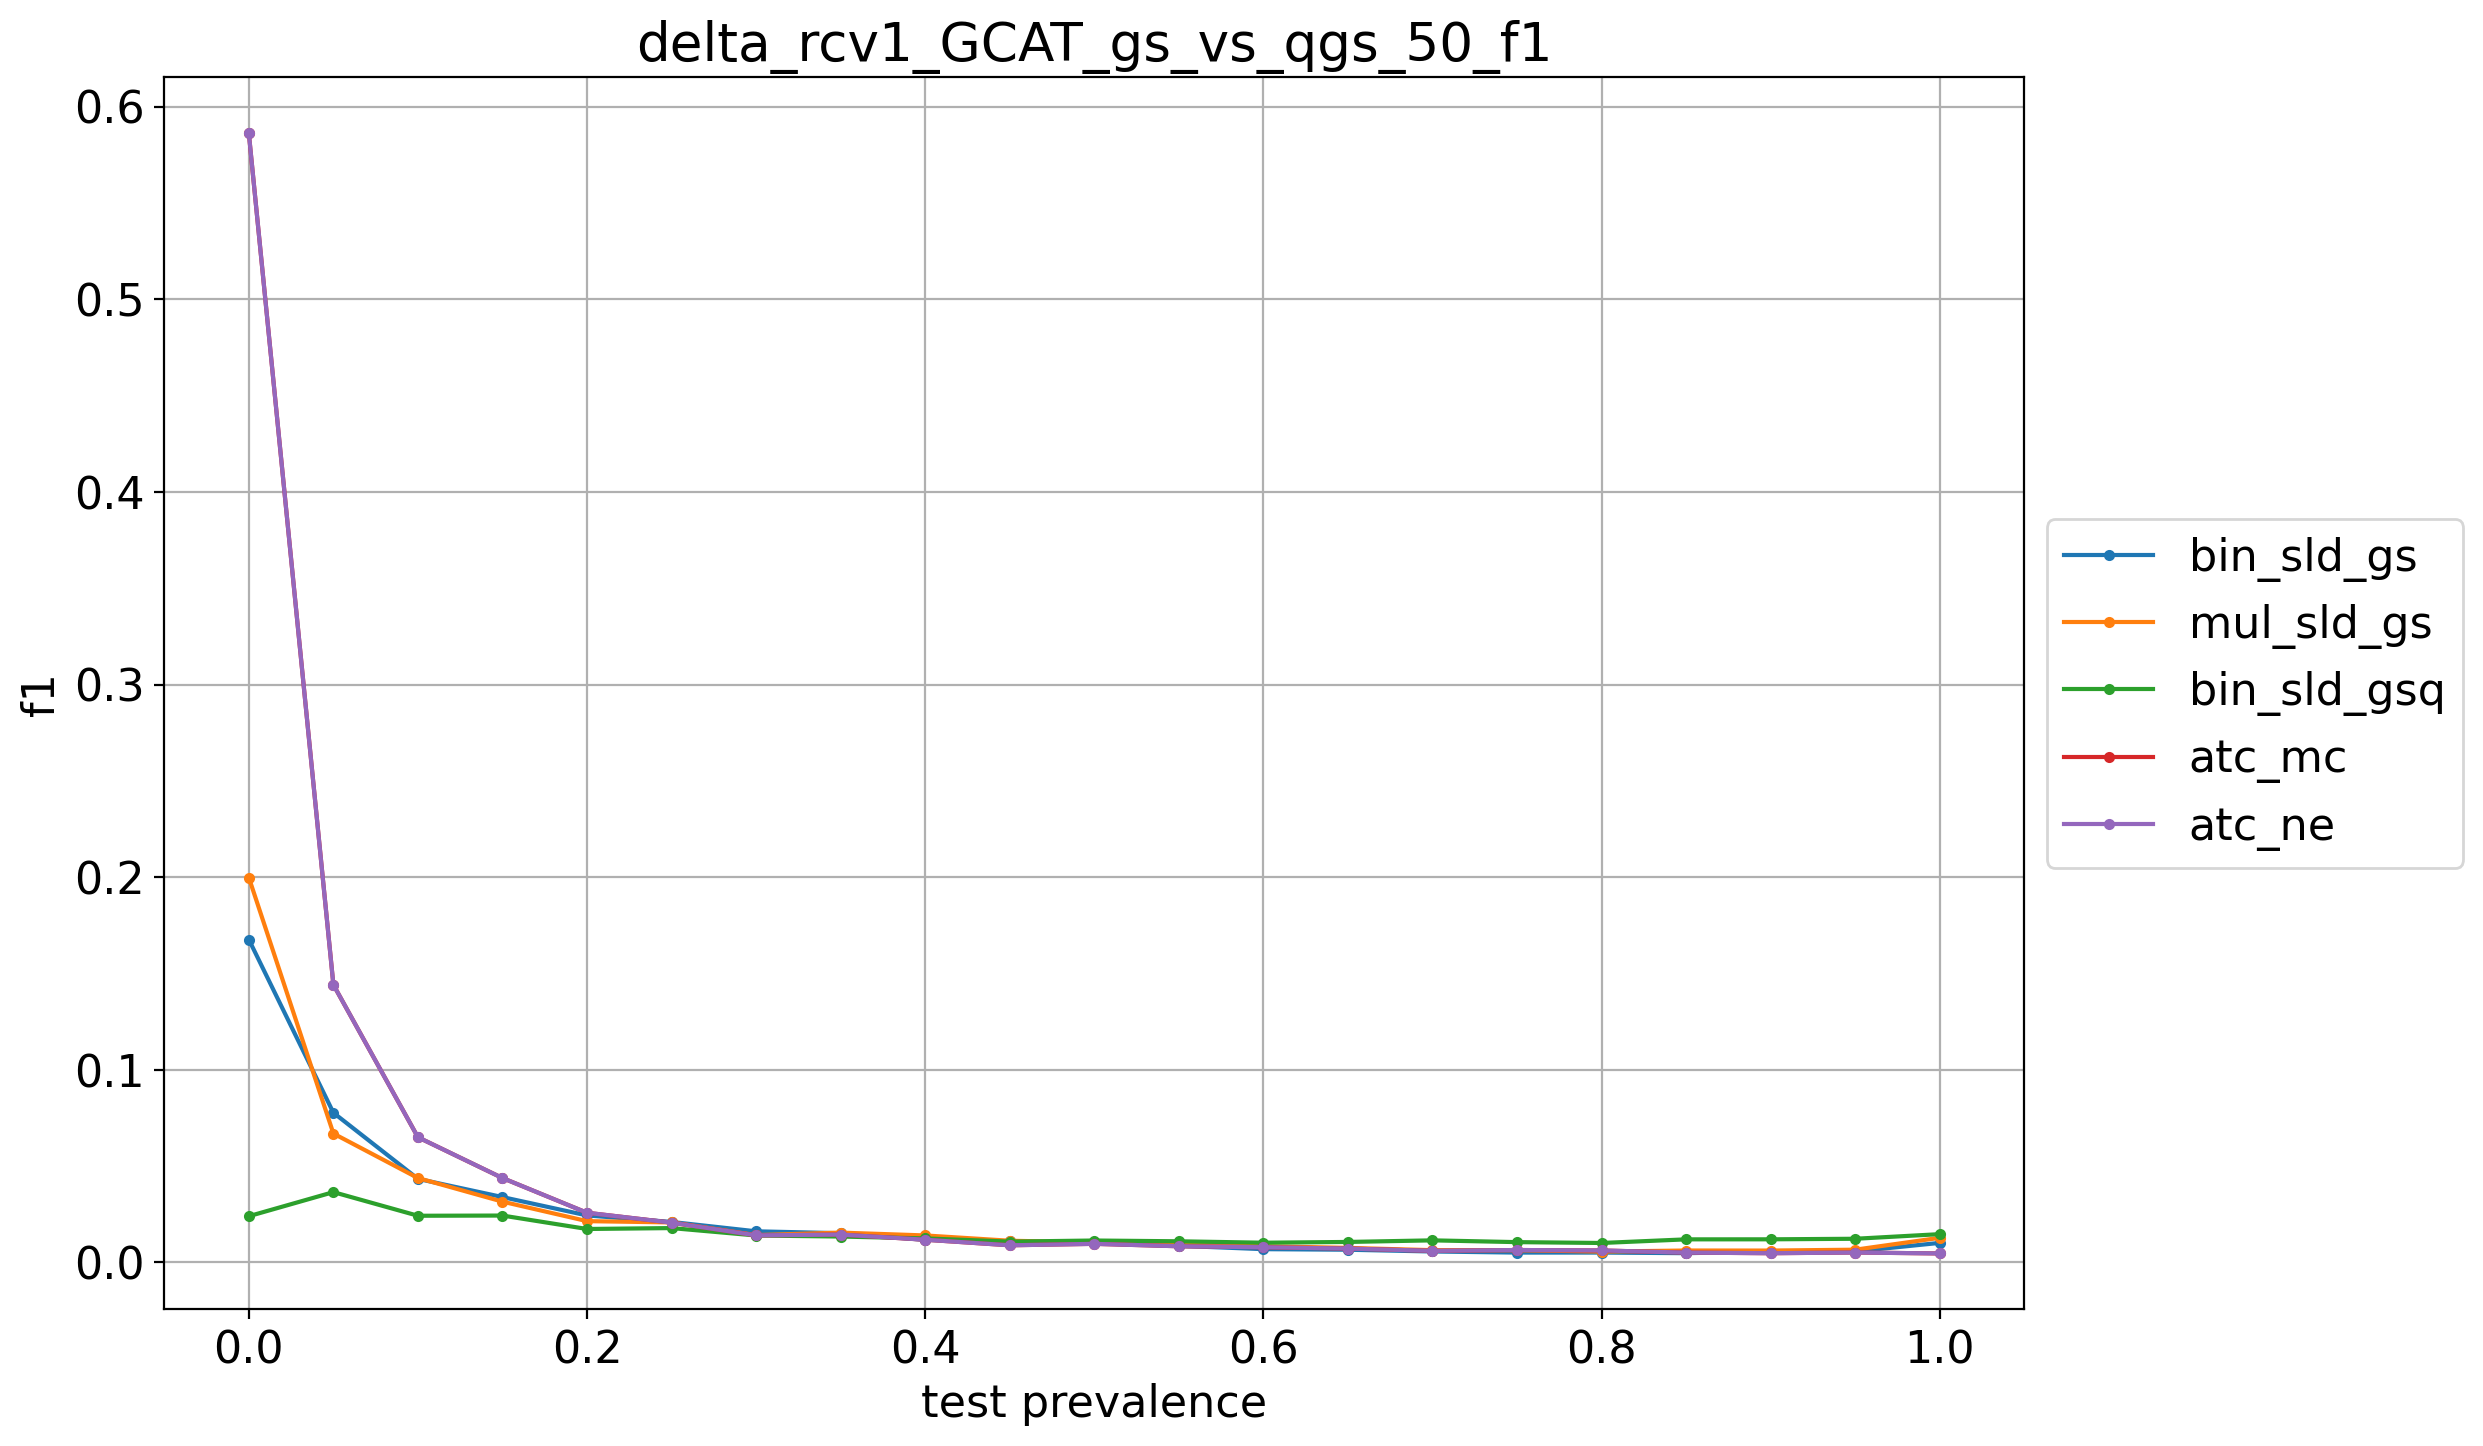 delta_rcv1_GCAT_gs_vs_qgs_50_f1
0.6
0.5
0.4
0.3
0.2
0.1
0.0
f1
0.0 0.2 0.4 0.6 0.8 1.0
test prevalence
bin_sld_gs
mul_sld_gs
bin_sld_gsq
atc_mc
atc_ne